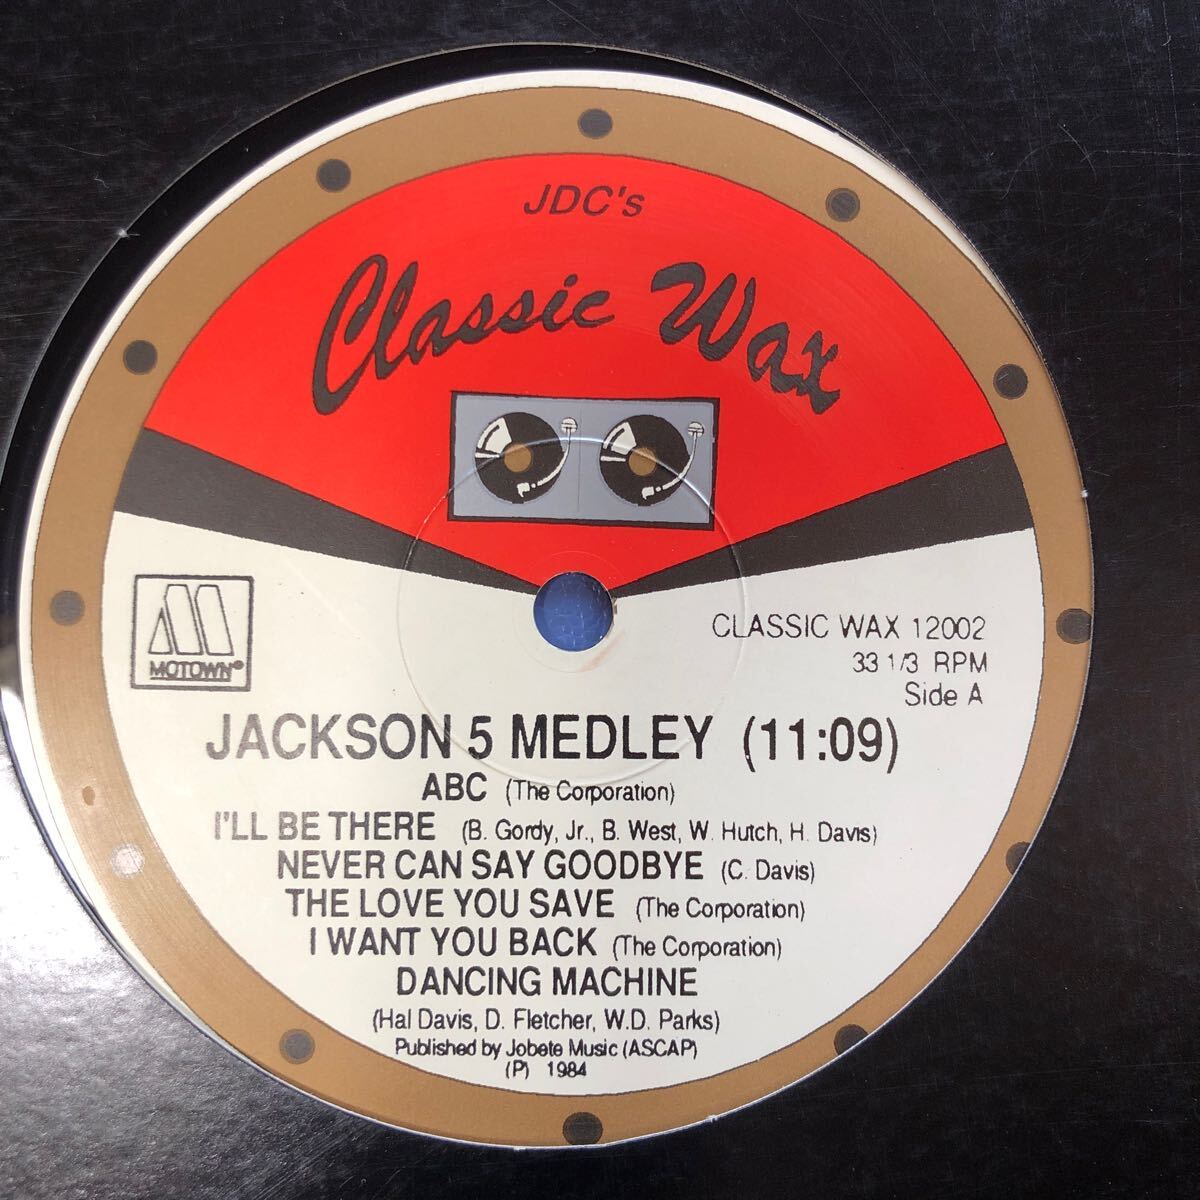 JDC's
Classic Wax
MOTOWN®
CLASSIC WAX 12002
33 1/3 RPM
Side A
JACKSON 5 MEDLEY (11:09)
ABC (The Corporation)
I'LL BE THERE (B. Gordy, Jr., B. West, W. Hutch, H. Davis)
NEVER CAN SAY GOODBYE (C. Davis)
THE LOVE YOU SAVE (The Corporation)
I WANT YOU BACK (The Corporation)
DANCING MACHINE
(Hal Davis, D. Fletcher, W.D. Parks)
Published by Jobete Music (ASCAP)
(P) 1984